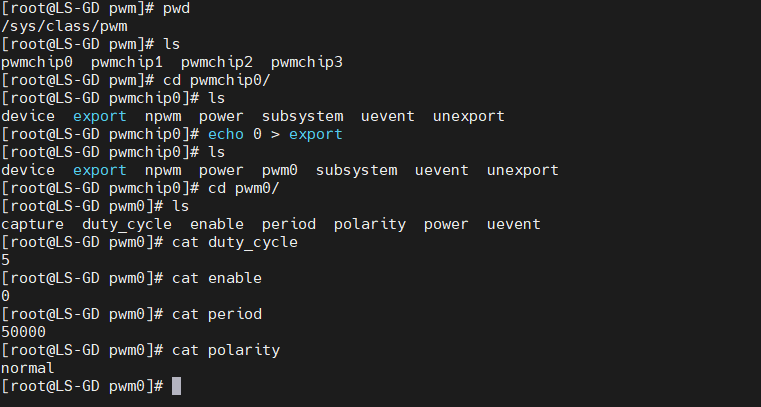 [root@LS-GD pwm]# pwd
/sys/class/pwm
[root@LS-GD pwm]# ls
pwmchip0  pwmchip1  pwmchip2  pwmchip3
[root@LS-GD pwm]# cd pwmchip0/
[root@LS-GD pwmchip0]# ls
device  export  npwm  power  subsystem  uevent  unexport
[root@LS-GD pwmchip0]# echo 0 > export
[root@LS-GD pwmchip0]# ls
device  export  npwm  power  pwm0  subsystem  uevent  unexport
[root@LS-GD pwmchip0]# cd pwm0/
[root@LS-GD pwm0]# ls
capture  duty_cycle  enable  period  polarity  power  uevent
[root@LS-GD pwm0]# cat duty_cycle
5
[root@LS-GD pwm0]# cat enable
0
[root@LS-GD pwm0]# cat period
50000
[root@LS-GD pwm0]# cat polarity
normal
[root@LS-GD pwm0]#